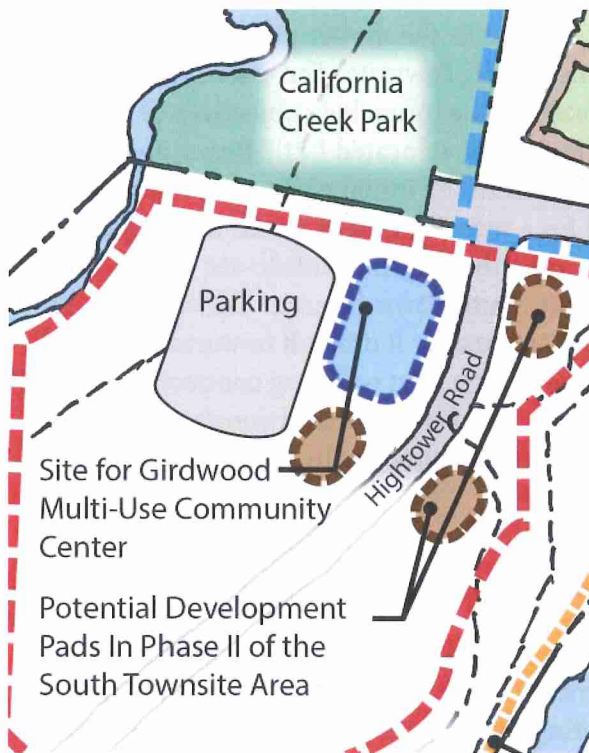 California
Creek Park
Parking
Hightower Road
Site for Girdwood
Multi-Use Community
Center
Potential Development
Pads In Phase II of the
South Townsite Area